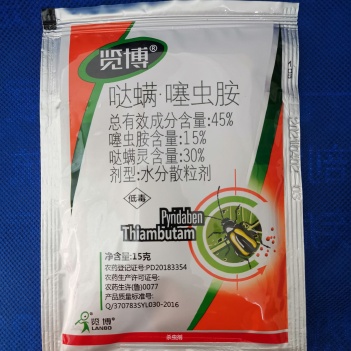 览博®
哒螨·噻虫胺
总有效成分含量:45%
噻虫胺含量:15%
哒螨灵含量:30%
剂型:水分散粒剂
低毒
Pyridaben
Thiambutam
净含量:15克
农药登记证号:PD20183354
农药生产许可证号:
农药生许(鲁)0077
产品质量标准号:
Q/370783SYL030-2016
览博®
LANBO
杀虫剂